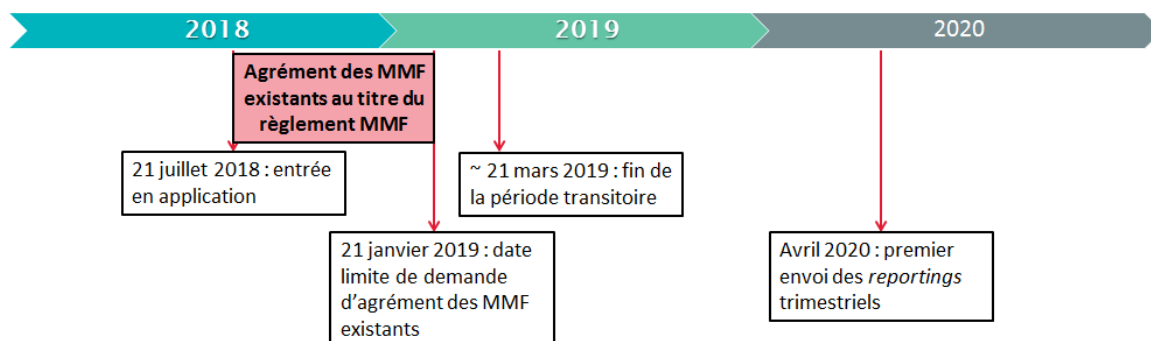 2018
2019
2020
Agrément des MMF
existants au titre du
règlement MMF
21 juillet 2018 : entrée
en application
~ 21 mars 2019 : fin de
la période transitoire
21 janvier 2019 : date
limite de demande
d'agrément des MMF
existants
Avril 2020 : premier
envoi des reportings
trimestriels